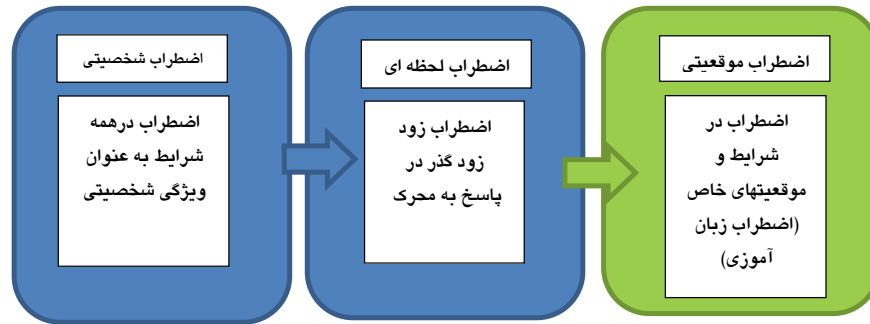 اضطراب شخصیتی
اضطراب درهمه
شرایط به عنوان
ویژگی شخصیتی
اضطراب لحظه ای
اضطراب زود
زود گذر در
پاسخ به محرک
اضطراب موقعیتی
اضطراب در
شرایط و
موقعیتهای خاص
(اضطراب زبان
آموزی)